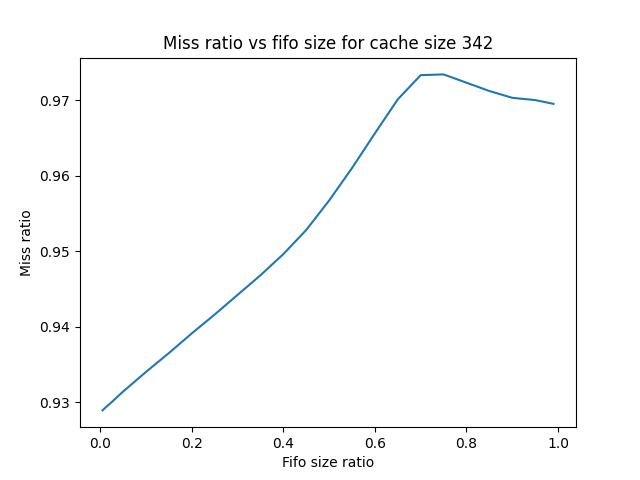 Miss ratio vs fifo size for cache size 342
Miss ratio
0.97
0.96
0.95
0.94
0.93
0.0 0.2 0.4 0.6 0.8 1.0
Fifo size ratio